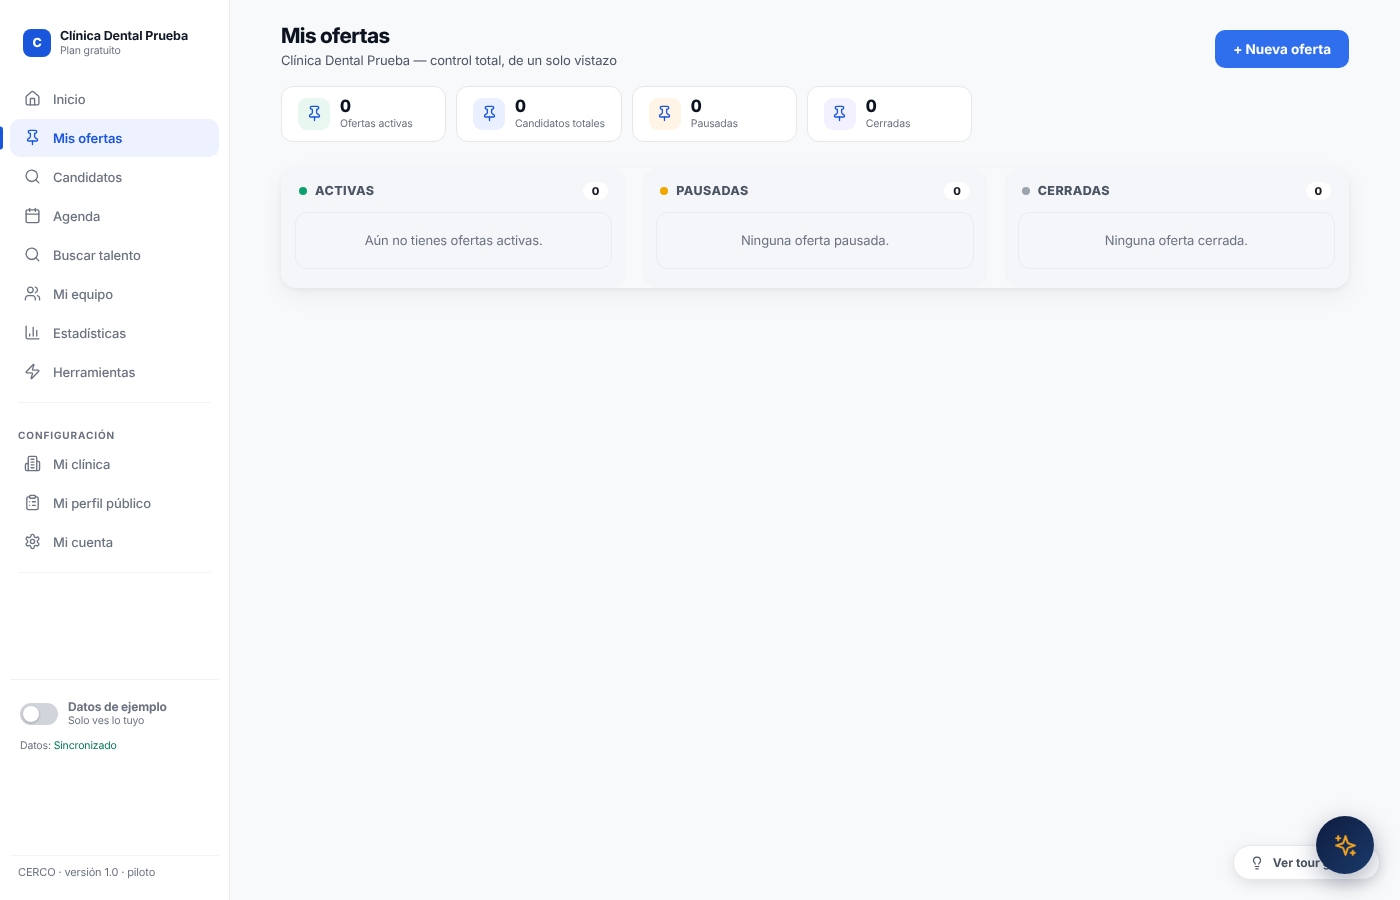 C
Clínica Dental Prueba
Plan gratuito
Inicio
Mis ofertas
Candidatos
Agenda
Buscar talento
Mi equipo
Estadísticas
Herramientas
CONFIGURACIÓN
Mi clínica
Mi perfil público
Mi cuenta
Datos de ejemplo
Solo ves lo tuyo
Datos: Sincronizado
CERCO · versión 1.0 · piloto
Mis ofertas
Clínica Dental Prueba — control total, de un solo vistazo
+ Nueva oferta
0
Ofertas activas
0
Candidatos totales
0
Pausadas
0
Cerradas
ACTIVAS 0
Aún no tienes ofertas activas.
PAUSADAS 0
Ninguna oferta pausada.
CERRADAS 0
Ninguna oferta cerrada.
Ver tour